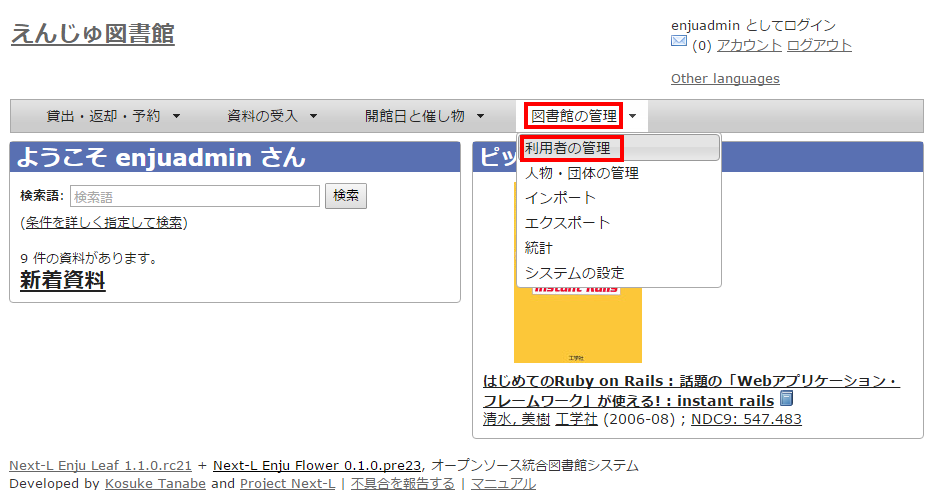 えんじゅ図書館
enjuadmin としてログイン
(0) アカウント ログアウト
Other languages
貸出・返却・予約 資料の受入 開館日と催し物 図書館の管理
利用者の管理
人物・団体の管理
インポート
エクスポート
統計
システムの設定
ようこそ enjuadmin さん
検索語: 検索語 検索
(条件を詳しく指定して検索)
9 件の資料があります。
新着資料
ピッ
instant rails
工学社
はじめてのRuby on Rails : 話題の「Webアプリケーション・
フレームワーク」が使える! : instant rails
清水, 美樹 工学社 (2006-08) ; NDC9: 547.483
Next-L Enju Leaf 1.1.0.rc21 + Next-L Enju Flower 0.1.0.pre23, オープンソース統合図書館システム
Developed by Kosuke Tanabe and Project Next-L | 不具合を報告する | マニュアル